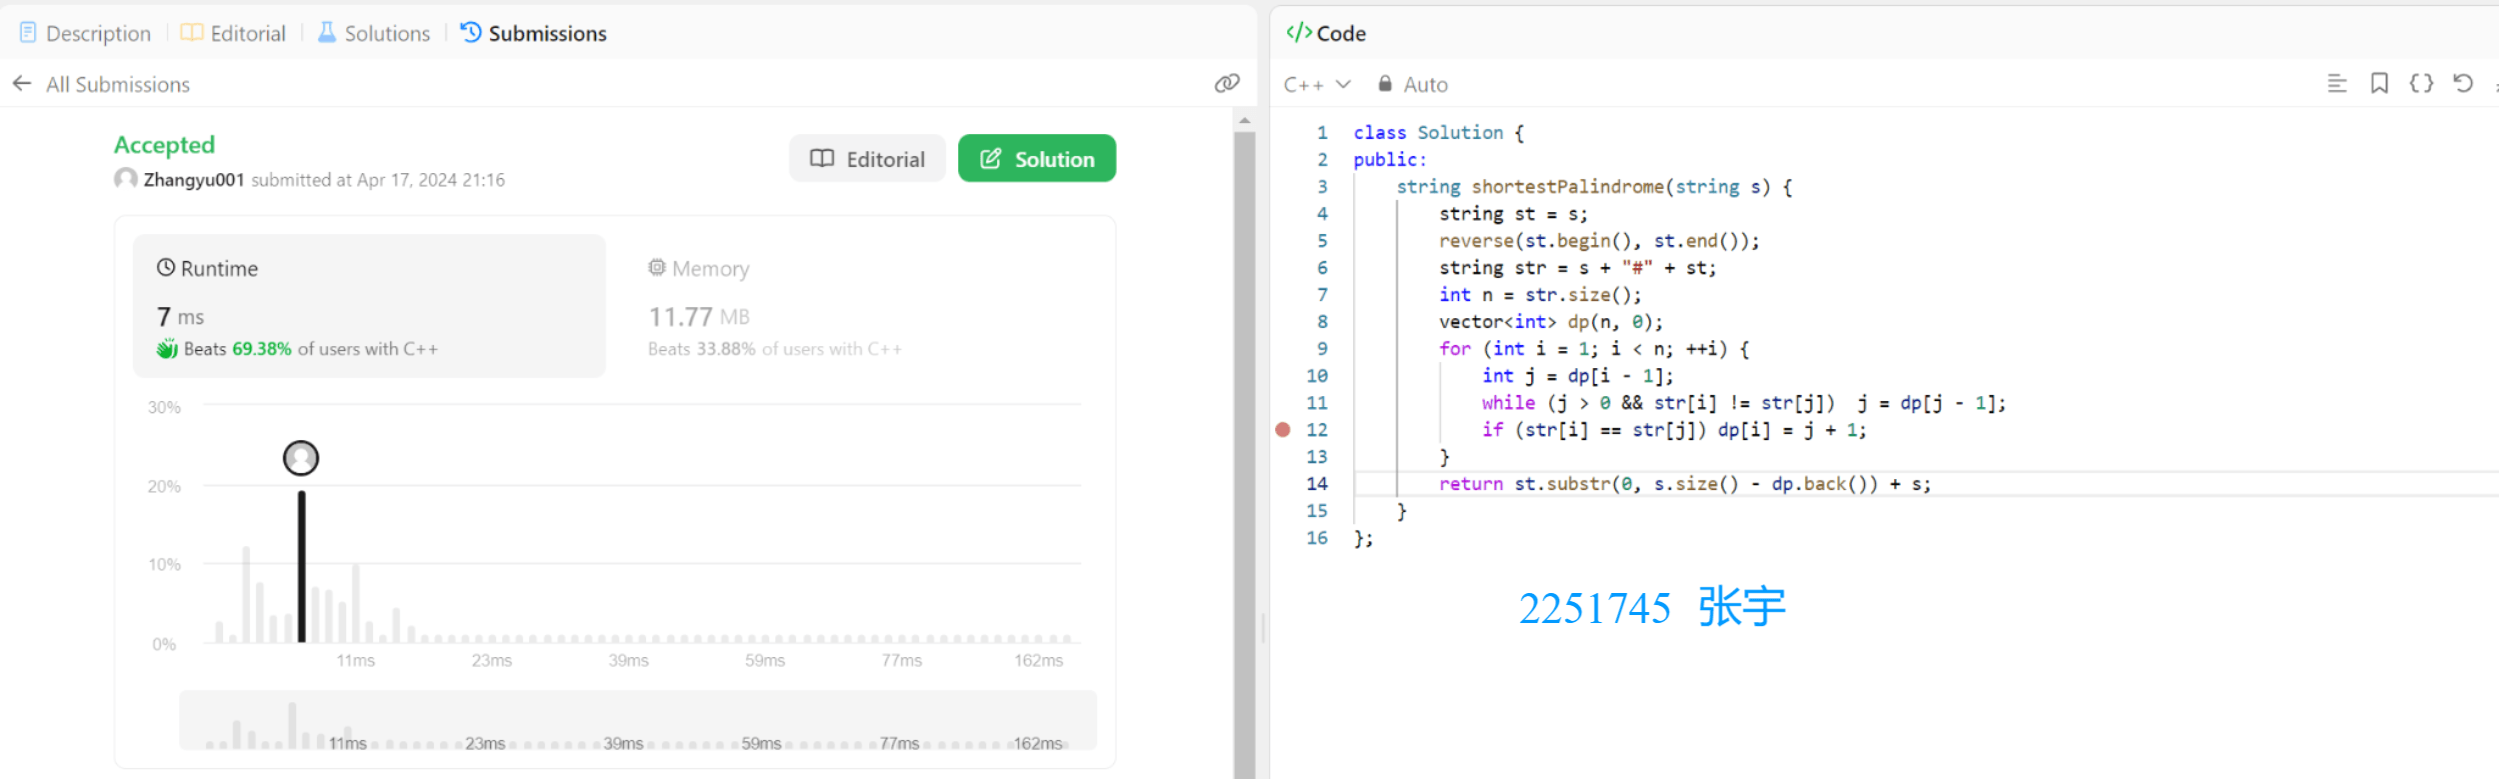 Description Editorial Solutions Submissions
All Submissions
Accepted
Zhangyu001 submitted at Apr 17, 2024 21:16
Editorial Solution
Runtime
7 ms
Beats 69.38% of users with C++
Memory
11.77 MB
Beats 33.88% of users with C++
30%
20%
10%
0%
11ms 23ms 39ms 59ms 77ms 162ms
11ms 23ms 39ms 59ms 77ms 162ms
</> Code
C++ Auto
1 class Solution {
2 public:
3 string shortestPalindrome(string s) {
4 string st = s;
5 reverse(st.begin(), st.end());
6 string str = s + "#" + st;
7 int n = str.size();
8 vector<int> dp(n, 0);
9 for (int i = 1; i < n; ++i) {
10 int j = dp[i - 1];
11 while (j > 0 && str[i] != str[j])  j = dp[j - 1];
12 if (str[i] == str[j]) dp[i] = j + 1;
13 }
14 return st.substr(0, s.size() - dp.back()) + s;
15 }
16 };
2251745 张宇